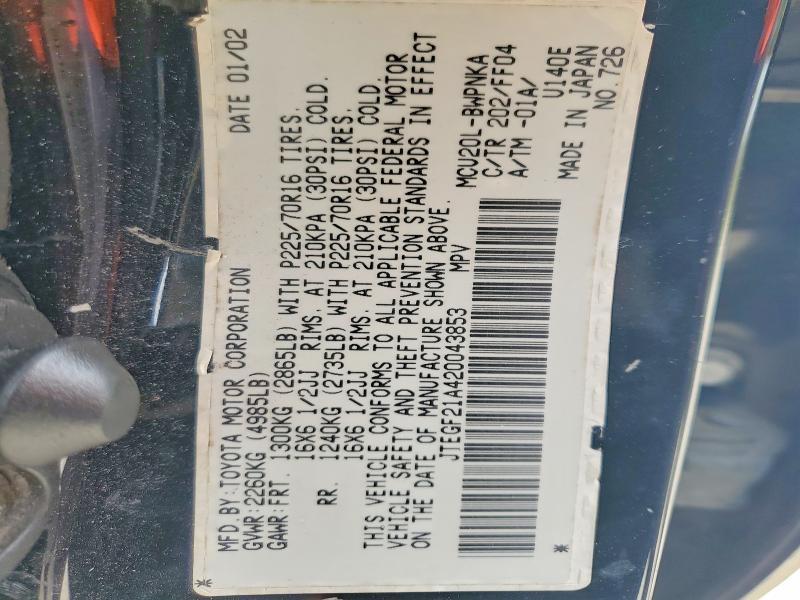 MFD. BY: TOYOTA MOTOR CORPORATION DATE 01/02
GVWR: 2260KG (4985LB)
GAWR: FRT. 1300KG (2865LB) WITH P225/70R16 TIRES.
16X6 1/2JJ RIMS. AT 210KPA (30PSI) COLD.
RR. 1240KG (2735LB) WITH P225/70R16 TIRES.
16X6 1/2JJ RIMS. AT 210KPA (30PSI) COLD.
THIS VEHICLE CONFORMS TO ALL APPLICABLE FEDERAL MOTOR
VEHICLE SAFETY AND THEFT PREVENTION STANDARDS IN EFFECT
ON THE DATE OF MANUFACTURE SHOWN ABOVE.
JTEGF21A420043853 MPV
MCU20L-BWPNKA
C/TR 202/FF04
A/TM -01A/
U140E
MADE IN JAPAN
NO. 726